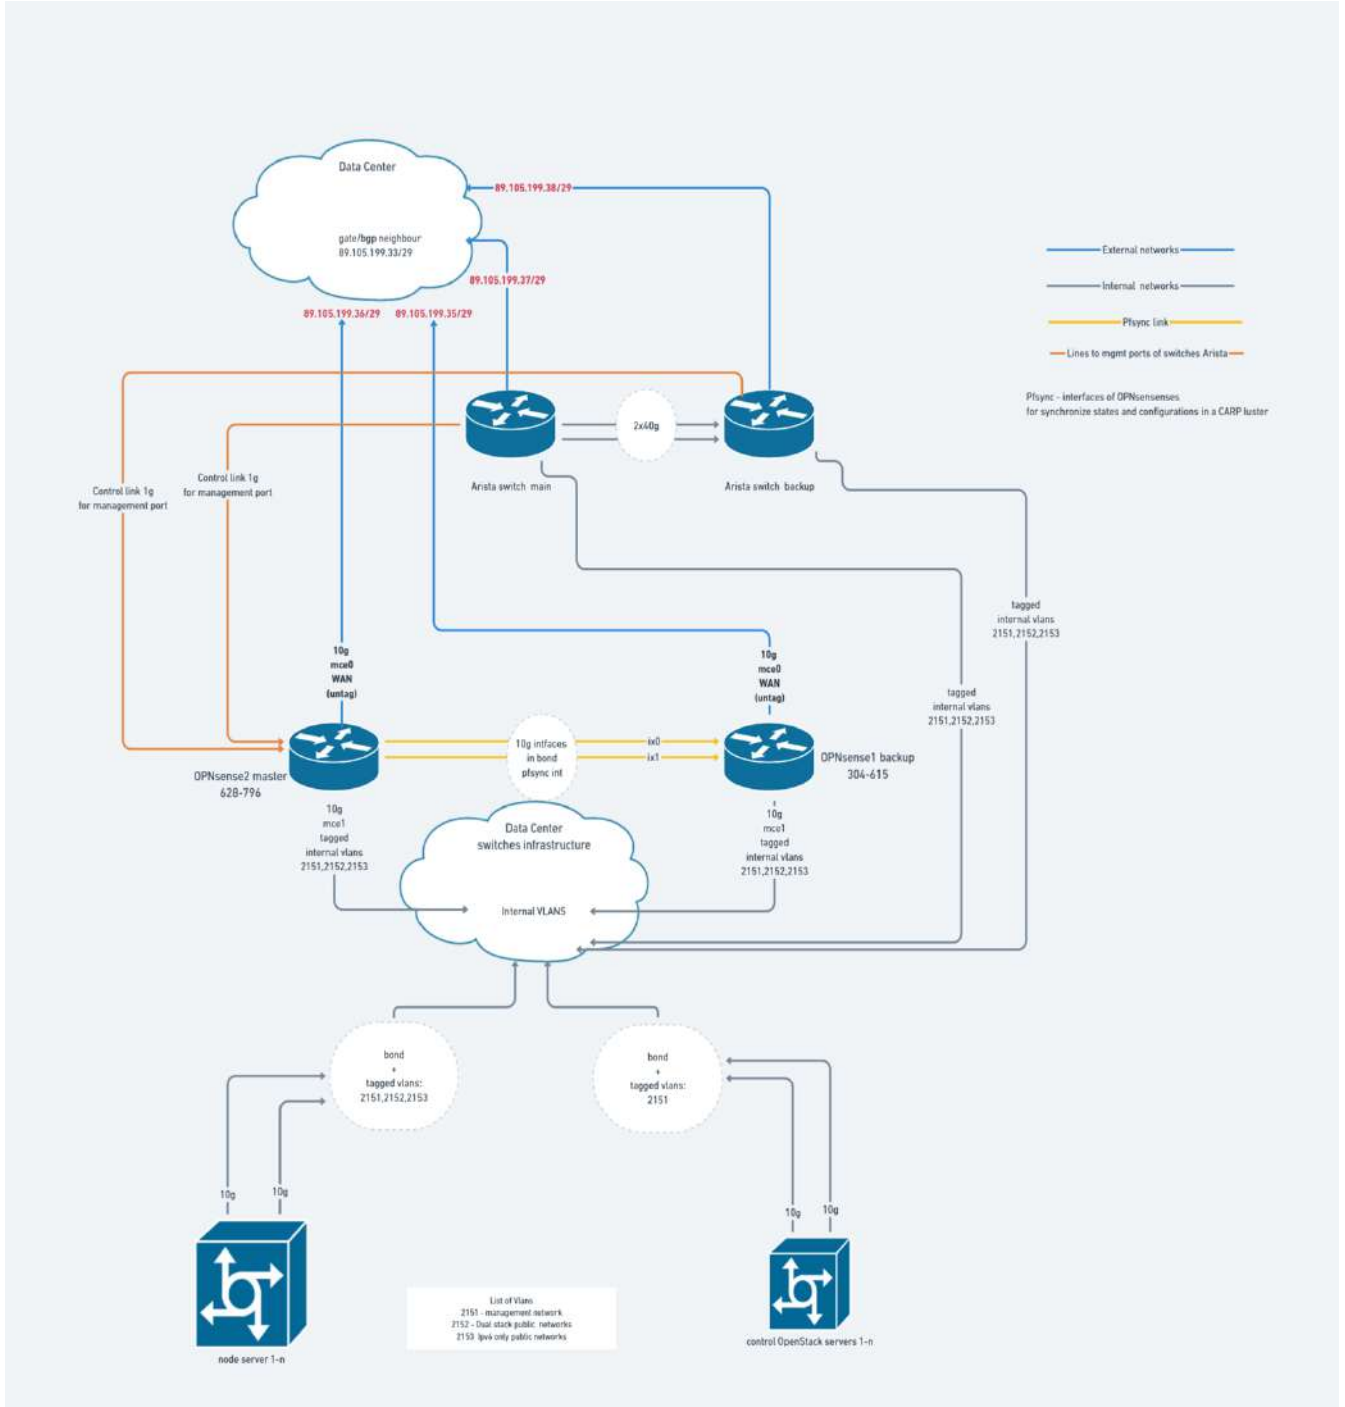 Data Center
gate/bgp neighbour
89.105.199.33/29
89.105.199.38/29
89.105.199.37/29
89.105.199.36/29
89.105.199.35/29
External networks
Internal networks
Pfsync link
Lines to mgmt ports of switches Arista
Pfsync - interfaces of OPNsensenses
for synchronize states and configurations in a CARP luster
2x40g
Arista switch main
Arista switch backup
Control link 1g
for management port
Control link 1g
for management port
tagged
internal vlans
2151,2152,2153
tagged
internal vlans
2151,2152,2153
10g
mce0
WAN
(untag)
10g
mce0
WAN
(untag)
10g intfaces
in bond
pfsync int
ix0
ix1
OPNsense2 master
628-796
OPNsense1 backup
304-615
10g
mce1
tagged
internal vlans
2151,2152,2153
10g
mce1
tagged
internal vlans
2151,2152,2153
Data Center
switches infrastructure
Internal VLANS
bond
+
tagged vlans:
2151,2152,2153
bond
+
tagged vlans:
2151
10g
10g
10g
10g
node server 1-n
control OpenStack servers 1-n
List of Vlans
2151 - management network
2152 - Dual stack public networks
2153 Ipv6 only public networks